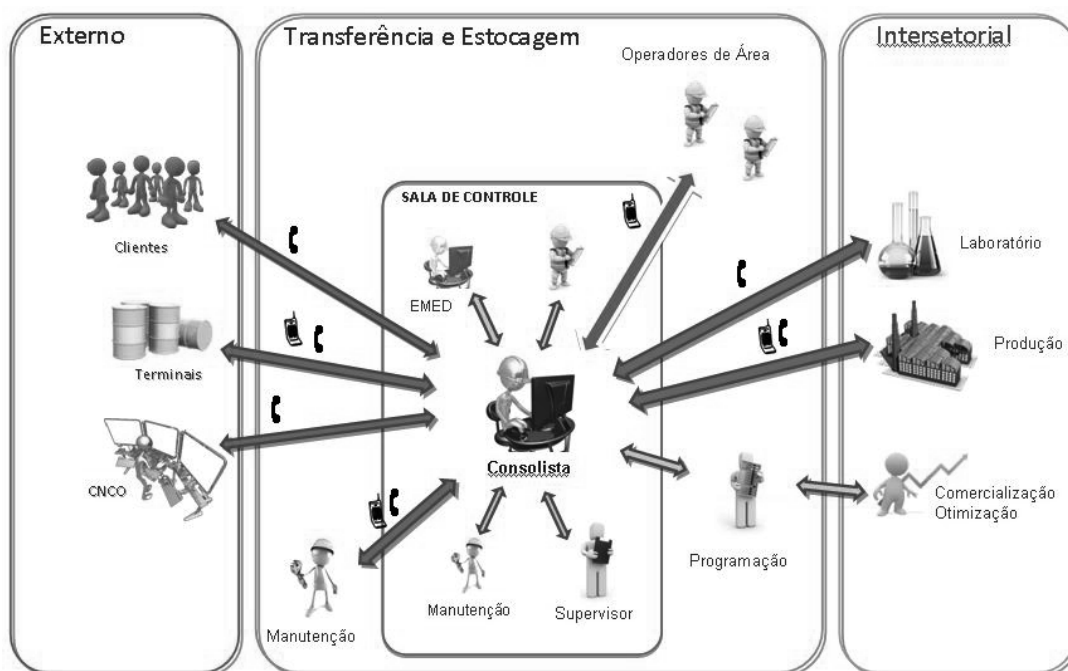 Externo
Transferência e Estocagem
Intersetorial
Operadores de Área
SALA DE CONTROLE
Clientes
EMED
Laboratório
Terminais
Produção
Consolista
CNCO
Comercialização
Otimização
Programação
Manutenção
Supervisor
Manutenção